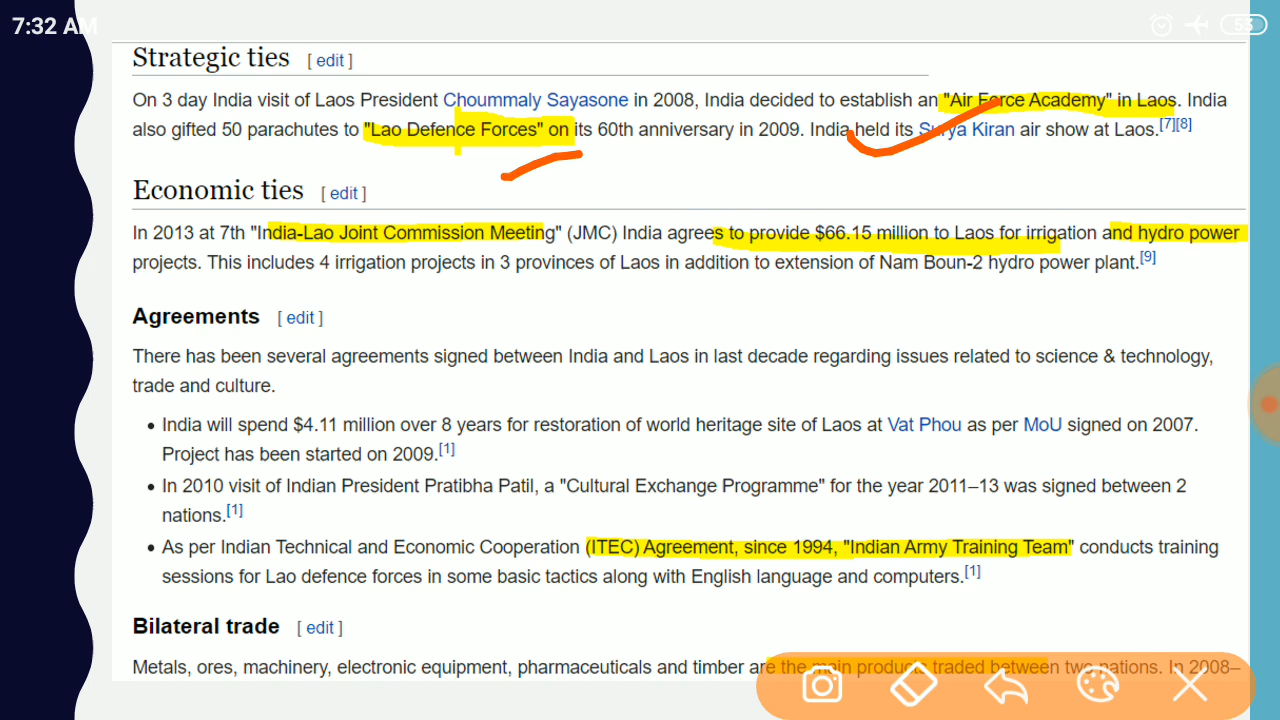 7:32 AM
53
Strategic ties [ edit ]
On 3 day India visit of Laos President Choummaly Sayasone in 2008, India decided to establish an "Air Force Academy" in Laos. India
also gifted 50 parachutes to "Lao Defence Forces" on its 60th anniversary in 2009. India held its Surya Kiran air show at Laos.[7][8]
Economic ties [ edit ]
In 2013 at 7th "India-Lao Joint Commission Meeting" (JMC) India agrees to provide $66.15 million to Laos for irrigation and hydro power
projects. This includes 4 irrigation projects in 3 provinces of Laos in addition to extension of Nam Boun-2 hydro power plant.[9]
Agreements [ edit ]
There has been several agreements signed between India and Laos in last decade regarding issues related to science & technology,
trade and culture.
• India will spend $4.11 million over 8 years for restoration of world heritage site of Laos at Vat Phou as per MoU signed on 2007.
Project has been started on 2009.[1]
• In 2010 visit of Indian President Pratibha Patil, a "Cultural Exchange Programme" for the year 2011–13 was signed between 2
nations.[1]
• As per Indian Technical and Economic Cooperation (ITEC) Agreement, since 1994, "Indian Army Training Team" conducts training
sessions for Lao defence forces in some basic tactics along with English language and computers.[1]
Bilateral trade [ edit ]
Metals, ores, machinery, electronic equipment, pharmaceuticals and timber are the main products traded between two nations. In 2008–